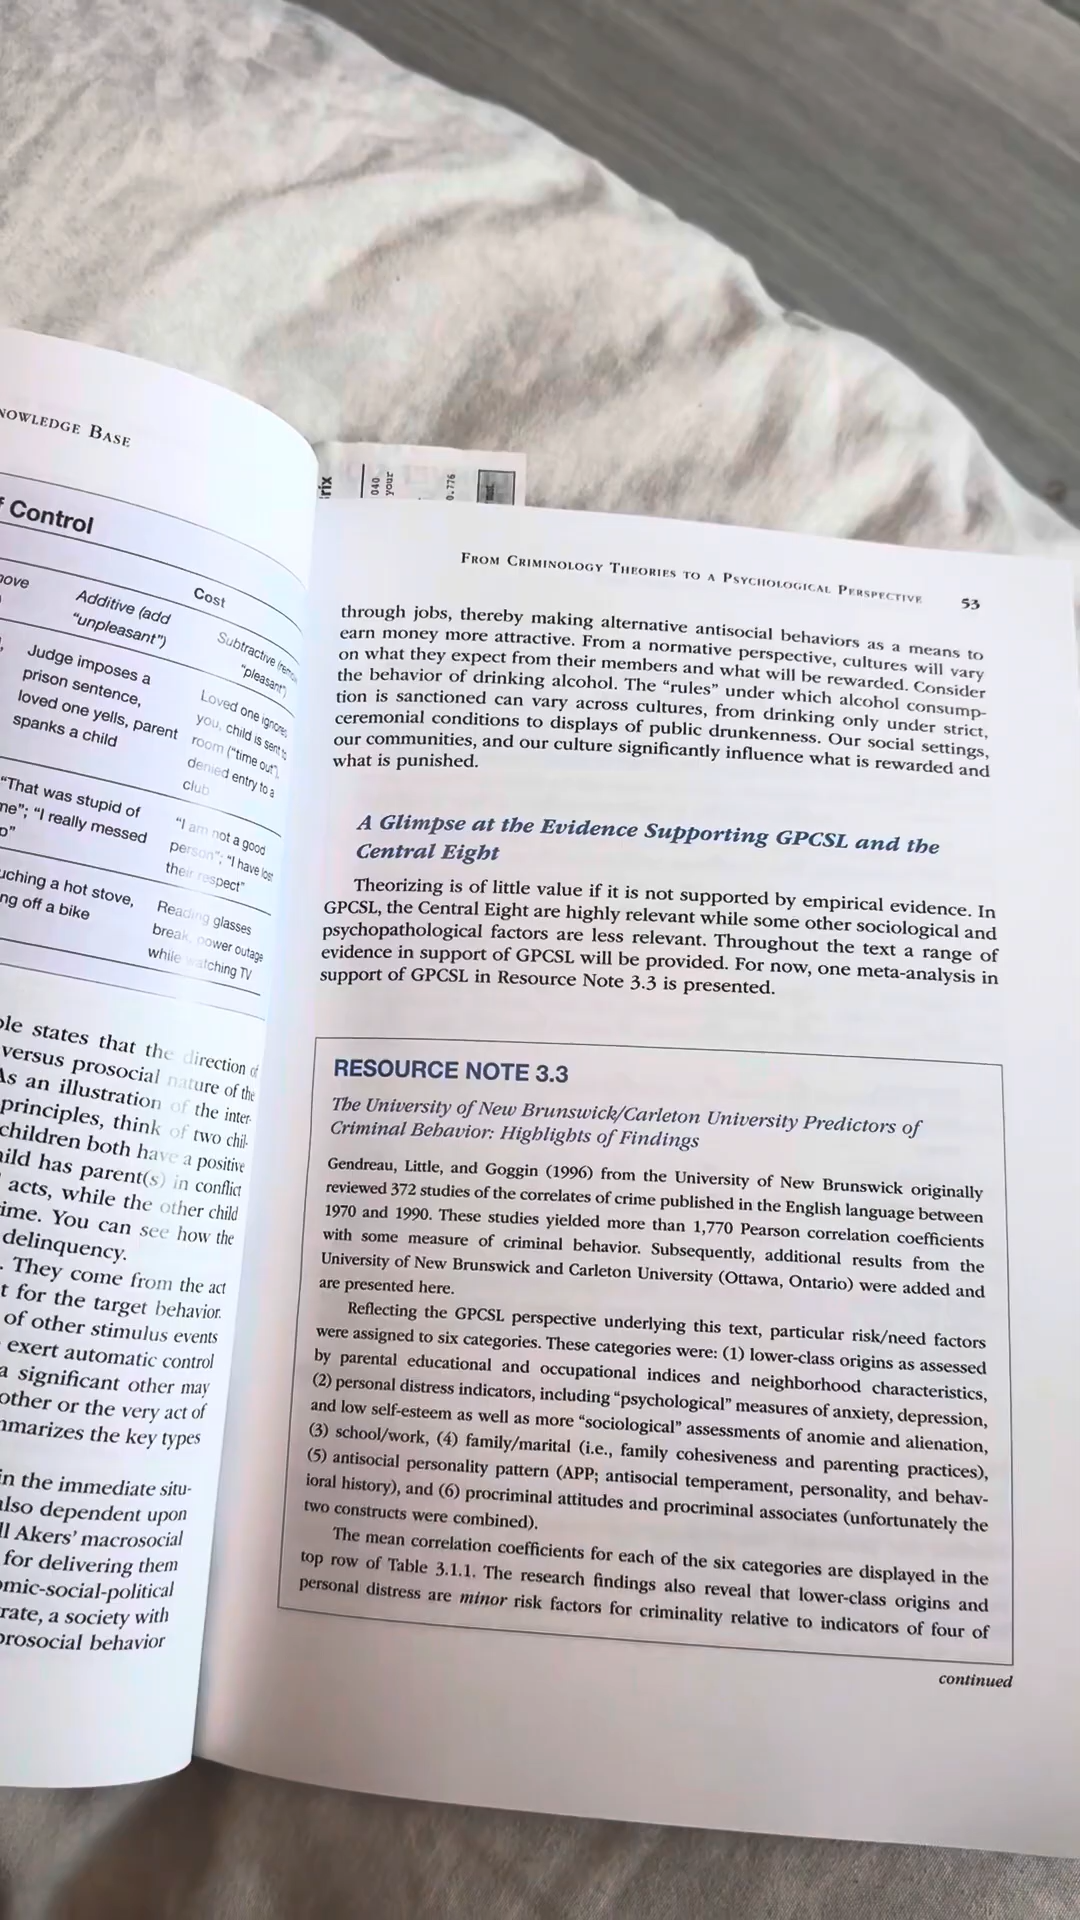 NOWLEDGE BASE
f Control
Cost
Additive (add
"unpleasant")
Subtractive
"pleasant")
Judge imposes a
prison sentence,
loved one yells, parent
spanks a child
Loved one ignores
you, child is sent to
room ("time out"),
denied entry to a
club
"That was stupid of
me"; "I really messed
"I am not a good
person"; "I have lost
their respect"
uching a hot stove,
ng off a bike
Reading glasses
break, power outage
while watching TV
ple states that the direction of
versus prosocial nature of the
As an illustration of the inter-
principles, think of two chil-
children both have a positive
hild has parent(s) in conflict
acts, while the other child
ime. You can see how the
delinquency.
. They come from the act
t for the target behavior.
of other stimulus events
exert automatic control
a significant other may
other or the very act of
mmarizes the key types
in the immediate situ-
also dependent upon
ll Akers' macrosocial
for delivering them
omic-social-political
rate, a society with
prosocial behavior
rix
040
your
0.776
FROM CRIMINOLOGY THEORIES TO A PSYCHOLOGICAL PERSPECTIVE 53
through jobs, thereby making alternative antisocial behaviors as a means to
earn money more attractive. From a normative perspective, cultures will vary
on what they expect from their members and what will be rewarded. Consider
the behavior of drinking alcohol. The "rules" under which alcohol consump-
tion is sanctioned can vary across cultures, from drinking only under strict,
ceremonial conditions to displays of public drunkenness. Our social settings,
our communities, and our culture significantly influence what is rewarded and
what is punished.
A Glimpse at the Evidence Supporting GPCSL and the
Central Eight
Theorizing is of little value if it is not supported by empirical evidence. In
GPCSL, the Central Eight are highly relevant while some other sociological and
psychopathological factors are less relevant. Throughout the text a range of
evidence in support of GPCSL will be provided. For now, one meta-analysis in
support of GPCSL in Resource Note 3.3 is presented.
RESOURCE NOTE 3.3
The University of New Brunswick/Carleton University Predictors of
Criminal Behavior: Highlights of Findings
Gendreau, Little, and Goggin (1996) from the University of New Brunswick originally
reviewed 372 studies of the correlates of crime published in the English language between
1970 and 1990. These studies yielded more than 1,770 Pearson correlation coefficients
with some measure of criminal behavior. Subsequently, additional results from the
University of New Brunswick and Carleton University (Ottawa, Ontario) were added and
are presented here.
Reflecting the GPCSL perspective underlying this text, particular risk/need factors
were assigned to six categories. These categories were: (1) lower-class origins as assessed
by parental educational and occupational indices and neighborhood characteristics,
(2) personal distress indicators, including "psychological" measures of anxiety, depression,
and low self-esteem as well as more "sociological" assessments of anomie and alienation,
(3) school/work, (4) family/marital (i.e., family cohesiveness and parenting practices),
(5) antisocial personality pattern (APP; antisocial temperament, personality, and behav-
ioral history), and (6) procriminal attitudes and procriminal associates (unfortunately the
two constructs were combined).
The mean correlation coefficients for each of the six categories are displayed in the
top row of Table 3.1.1. The research findings also reveal that lower-class origins and
personal distress are minor risk factors for criminality relative to indicators of four of
continued